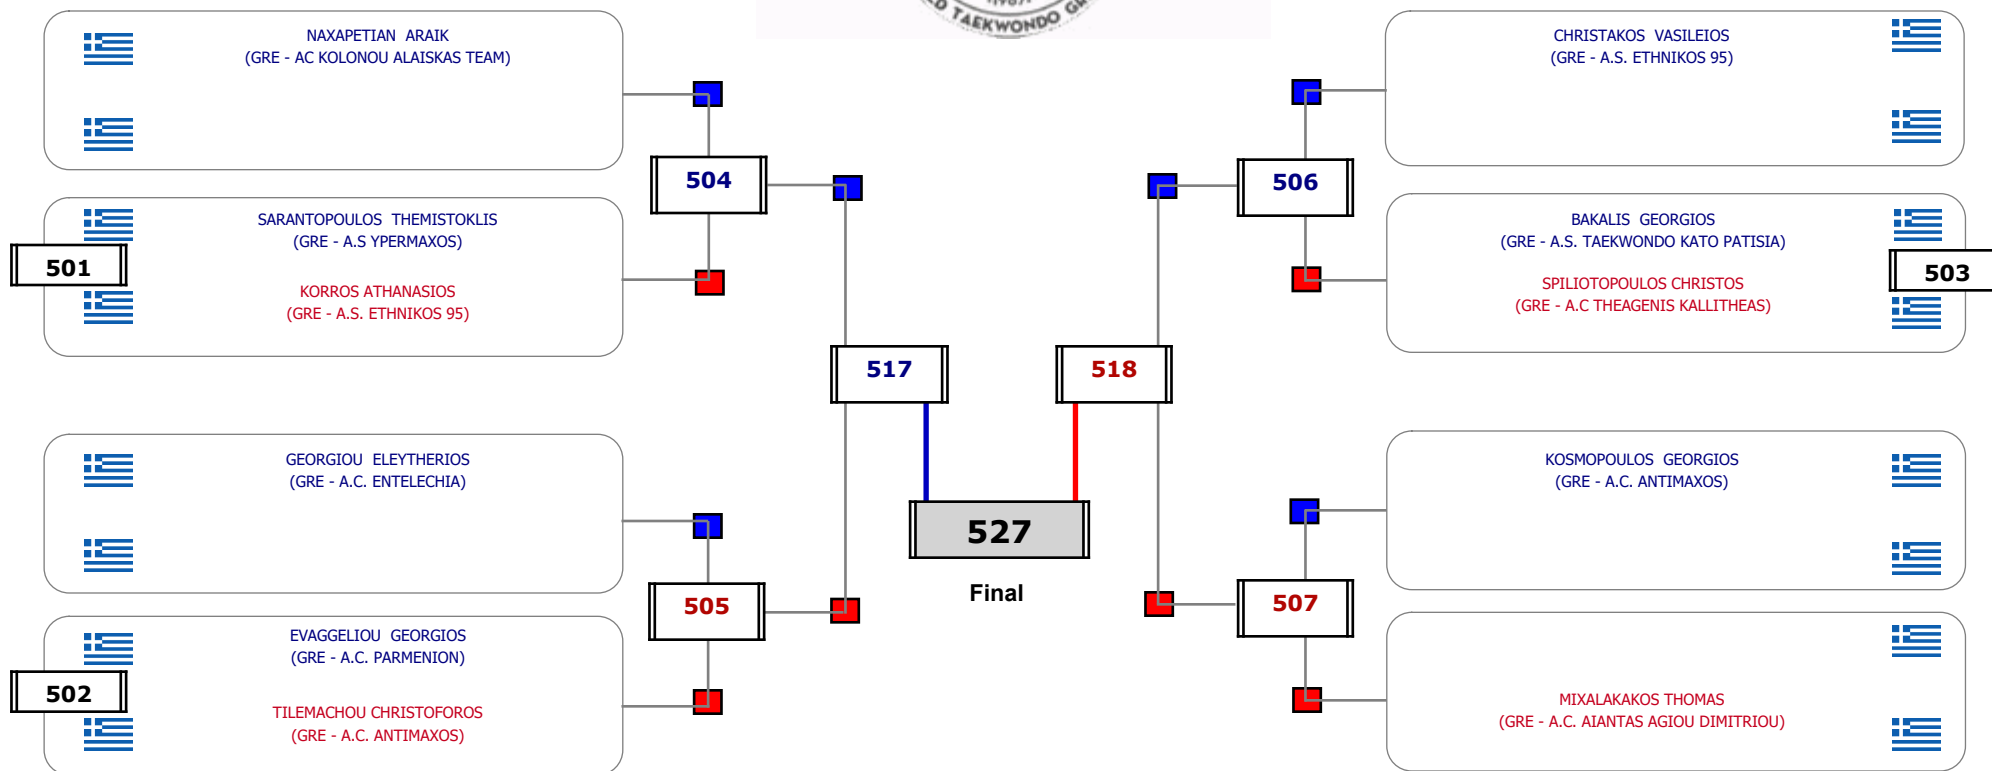 TAEKWONDO
NAXAPETIAN ARAIK
(GRE - AC KOLONOU ALAISKAS TEAM)
504
SARANTOPOULOS THEMISTOKLIS
(GRE - A.S YPERMAXOS)
501
KORROS ATHANASIOS
(GRE - A.S. ETHNIKOS 95)
517
GEORGIOU ELEYTHERIOS
(GRE - A.C. ENTELECHIA)
505
EVAGGELIOU GEORGIOS
(GRE - A.C. PARMENION)
502
TILEMACHOU CHRISTOFOROS
(GRE - A.C. ANTIMAXOS)
527
Final
CHRISTAKOS VASILEIOS
(GRE - A.S. ETHNIKOS 95)
506
BAKALIS GEORGIOS
(GRE - A.S. TAEKWONDO KATO PATISIA)
503
SPILIOTOPOULOS CHRISTOS
(GRE - A.C THEAGENIS KALLITHEAS)
518
KOSMOPOULOS GEORGIOS
(GRE - A.C. ANTIMAXOS)
507
MIXALAKAKOS THOMAS
(GRE - A.C. AIANTAS AGIOU DIMITRIOU)